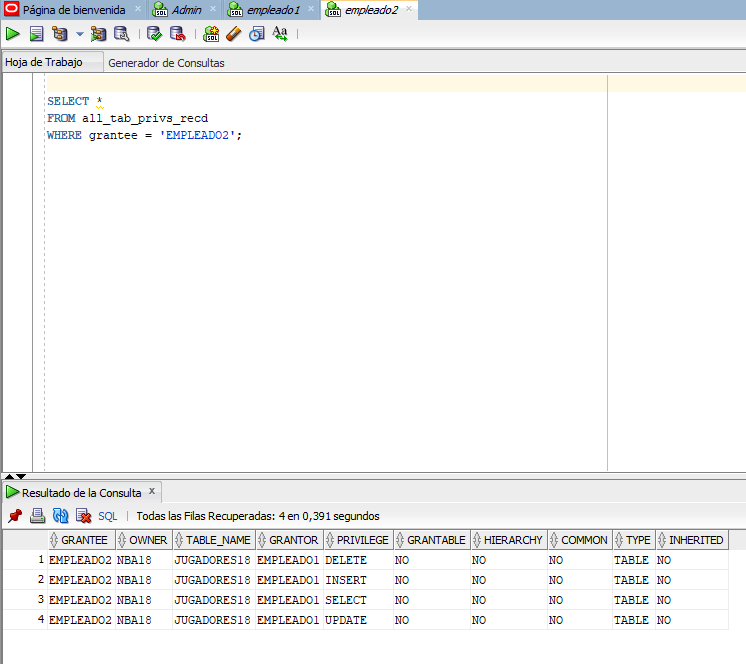 Página de bienvenida Admin empleado1 empleado2
Hoja de Trabajo Generador de Consultas
SELECT *
FROM all_tab_privs_recd
WHERE grantee = 'EMPLEADO2';
Resultado de la Consulta x
SQL | Todas las Filas Recuperadas: 4 en 0,391 segundos
GRANTEE OWNER TABLE_NAME GRANTOR PRIVILEGE GRANTABLE HIERARCHY COMMON TYPE INHERITED
1 EMPLEADO2 NBA18 JUGADORES18 EMPLEADO1 DELETE NO NO NO TABLE NO
2 EMPLEADO2 NBA18 JUGADORES18 EMPLEADO1 INSERT NO NO NO TABLE NO
3 EMPLEADO2 NBA18 JUGADORES18 EMPLEADO1 SELECT NO NO NO TABLE NO
4 EMPLEADO2 NBA18 JUGADORES18 EMPLEADO1 UPDATE NO NO NO TABLE NO